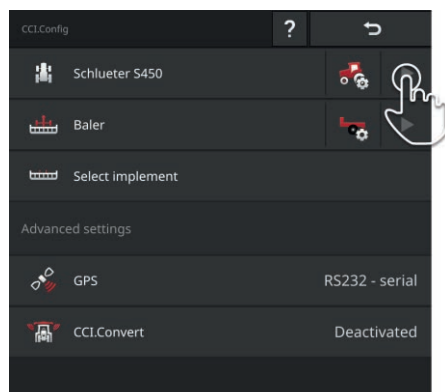 CCI.Config
?
Schlueter S450
Baler
Select implement
Advanced settings
GPS RS232 - serial
CCI.Convert Deactivated